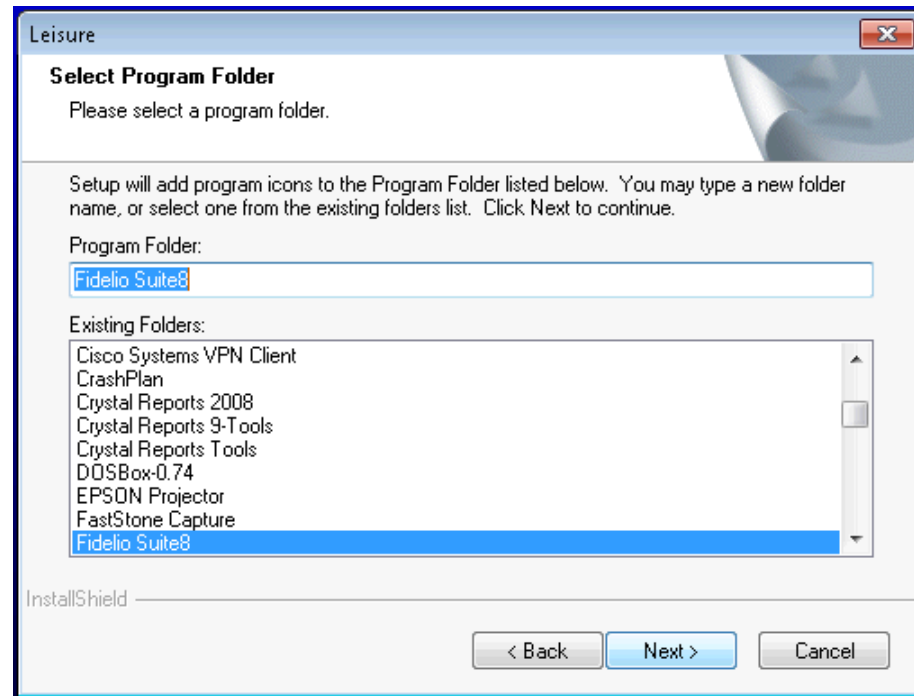 Leisure
Select Program Folder
Please select a program folder.
Setup will add program icons to the Program Folder listed below.  You may type a new folder
name, or select one from the existing folders list.  Click Next to continue.
Program Folder:
Fidelio Suite8
Existing Folders:
Cisco Systems VPN Client
CrashPlan
Crystal Reports 2008
Crystal Reports 9-Tools
Crystal Reports Tools
DOSBox-0.74
EPSON Projector
FastStone Capture
Fidelio Suite8
InstallShield
< Back
Next >
Cancel